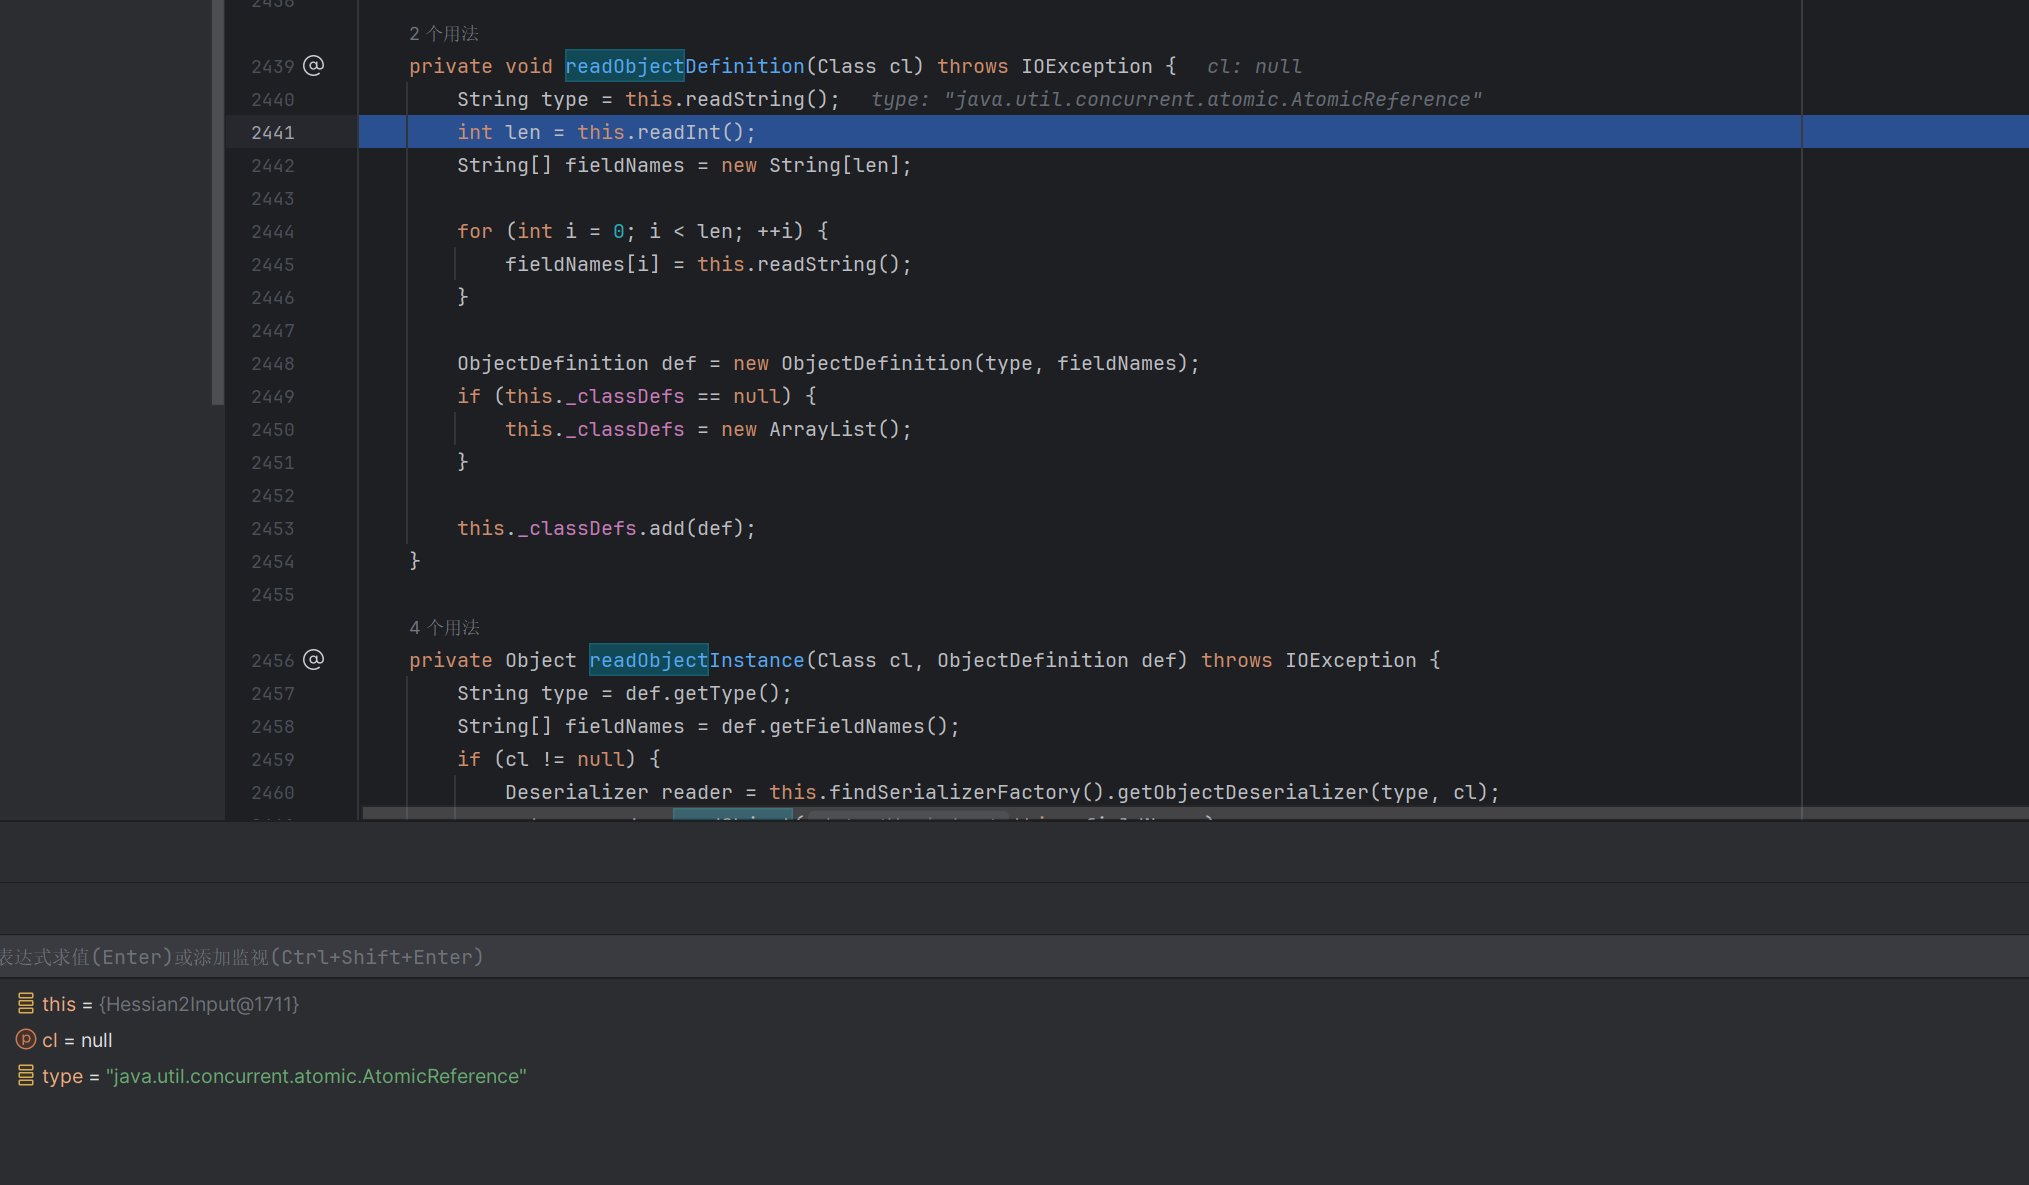 2438
2 个用法
2439 @ private void readObjectDefinition(Class cl) throws IOException { cl: null
2440 String type = this.readString(); type: "java.util.concurrent.atomic.AtomicReference"
2441 int len = this.readInt();
2442 String[] fieldNames = new String[len];
2443
2444 for (int i = 0; i < len; ++i) {
2445 fieldNames[i] = this.readString();
2446 }
2447
2448 ObjectDefinition def = new ObjectDefinition(type, fieldNames);
2449 if (this._classDefs == null) {
2450 this._classDefs = new ArrayList();
2451 }
2452
2453 this._classDefs.add(def);
2454 }
2455
4 个用法
2456 @ private Object readObjectInstance(Class cl, ObjectDefinition def) throws IOException {
2457 String type = def.getType();
2458 String[] fieldNames = def.getFieldNames();
2459 if (cl != null) {
2460 Deserializer reader = this.findSerializerFactory().getObjectDeserializer(type, cl);
表达式求值(Enter)或添加监视(Ctrl+Shift+Enter)
this = {Hessian2Input@1711}
p cl = null
type = "java.util.concurrent.atomic.AtomicReference"